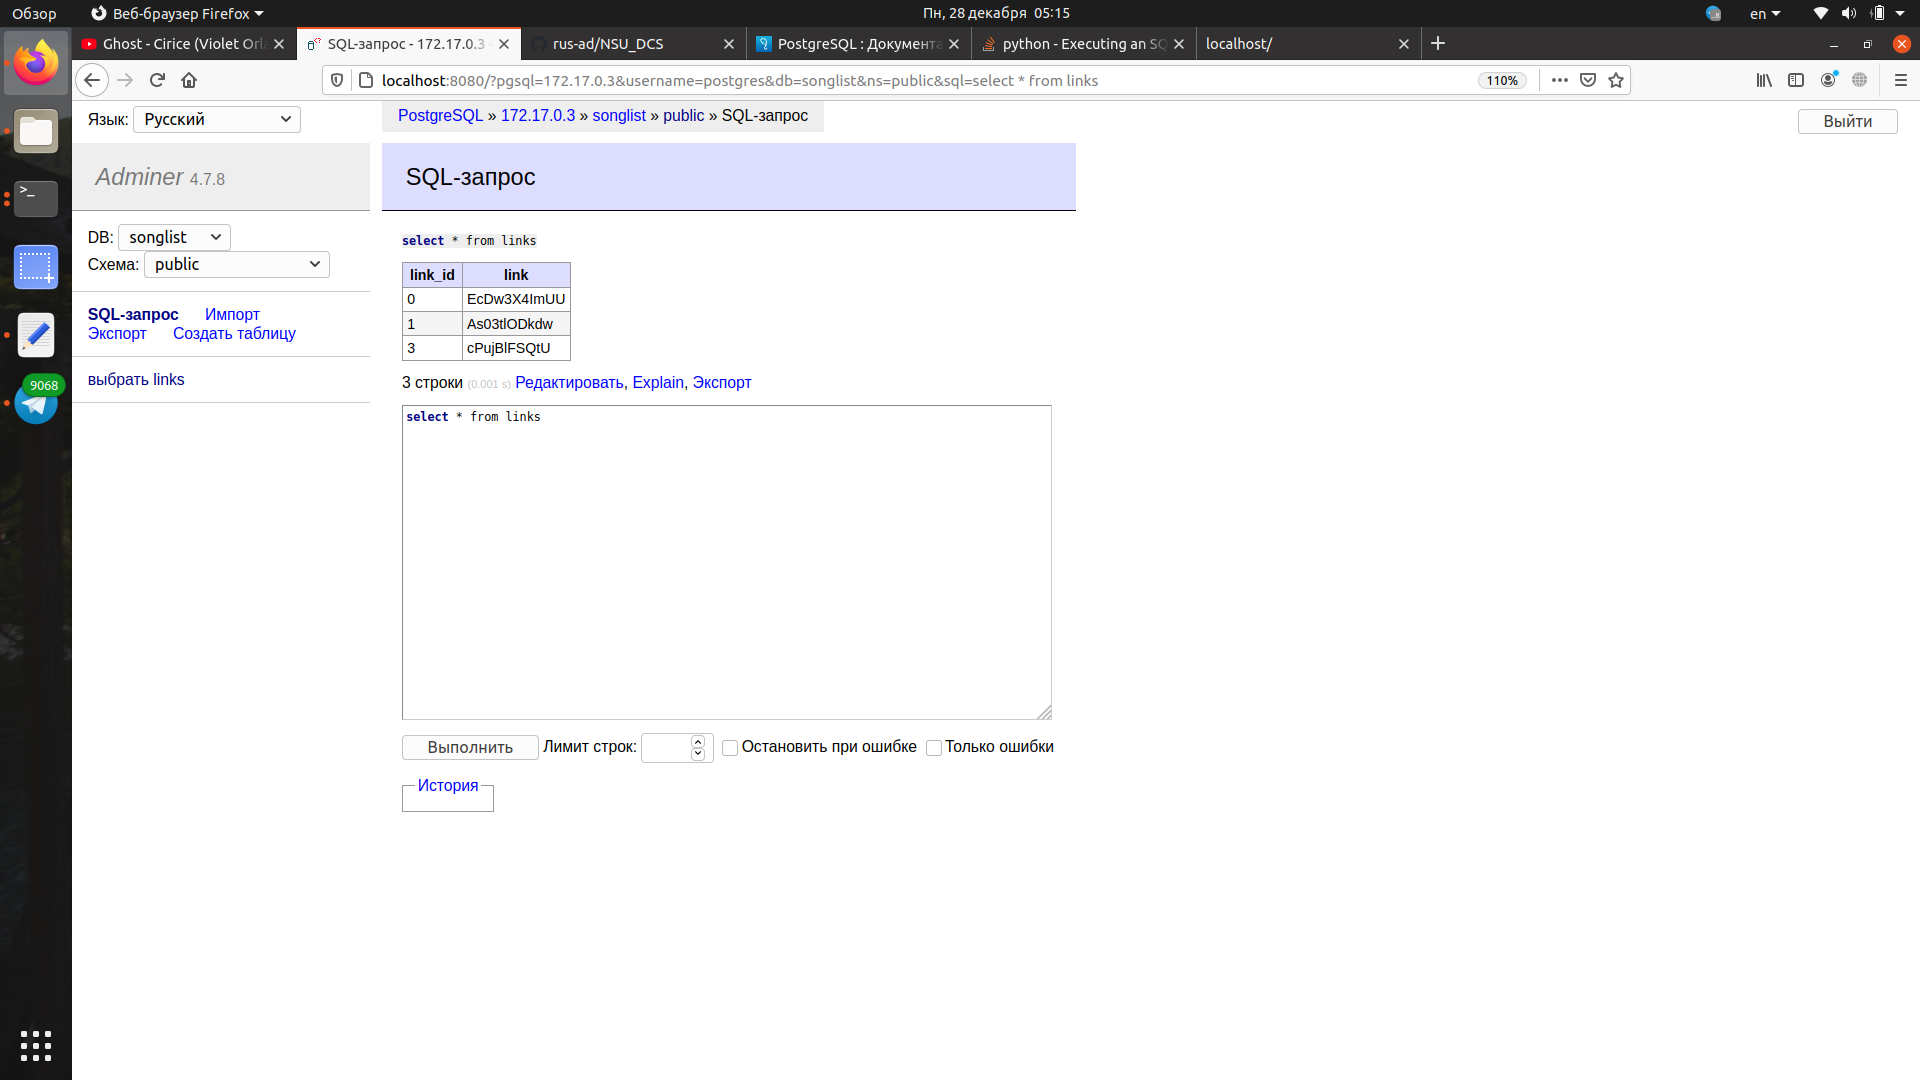 Обзор
Веб-браузер Firefox
Пн, 28 декабря 05:15
en
Ghost - Cirice (Violet Orl
SQL-запрос - 172.17.0.3 -
rus-ad/NSU_DCS
PostgreSQL : Документа
python - Executing an SQ
localhost/
localhost:8080/?pgsql=172.17.0.3&username=postgres&db=songlist&ns=public&sql=select * from links
110%
Язык: Русский
PostgreSQL » 172.17.0.3 » songlist » public » SQL-запрос
Выйти
Adminer 4.7.8
SQL-запрос
DB: songlist
Схема: public
SQL-запрос Импорт
Экспорт Создать таблицу
выбрать links
9068
select * from links
link_id link
0 EcDw3X4ImUU
1 As03tlODkdw
3 cPujBlFSQtU
3 строки (0.001 s) Редактировать, Explain, Экспорт
select * from links
Выполнить Лимит строк: Остановить при ошибке Только ошибки
История